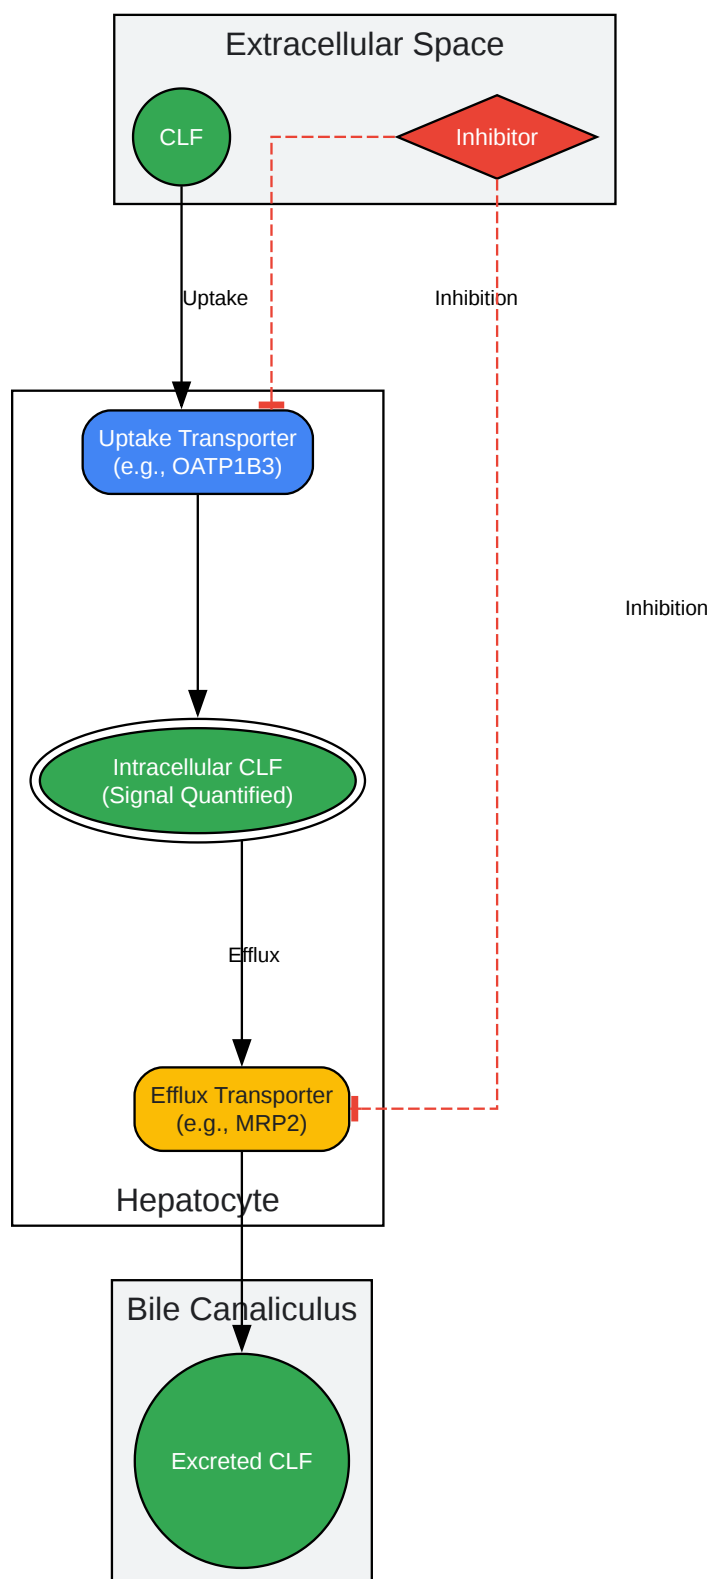 Extracellular Space
CLF
Inhibitor
Uptake
Inhibition
Uptake Transporter
(e.g., OATP1B3)
Inhibition
Intracellular CLF
(Signal Quantified)
Efflux
Efflux Transporter
(e.g., MRP2)
Hepatocyte
Bile Canaliculus
Excreted CLF